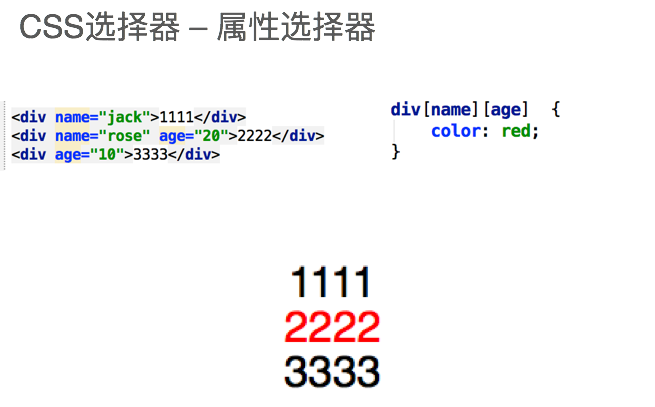 CSS选择器 – 属性选择器
<div name="jack">1111</div>
<div name="rose" age="20">2222</div>
<div age="10">3333</div>
div[name][age]  {
    color: red;
}
1111
2222
3333